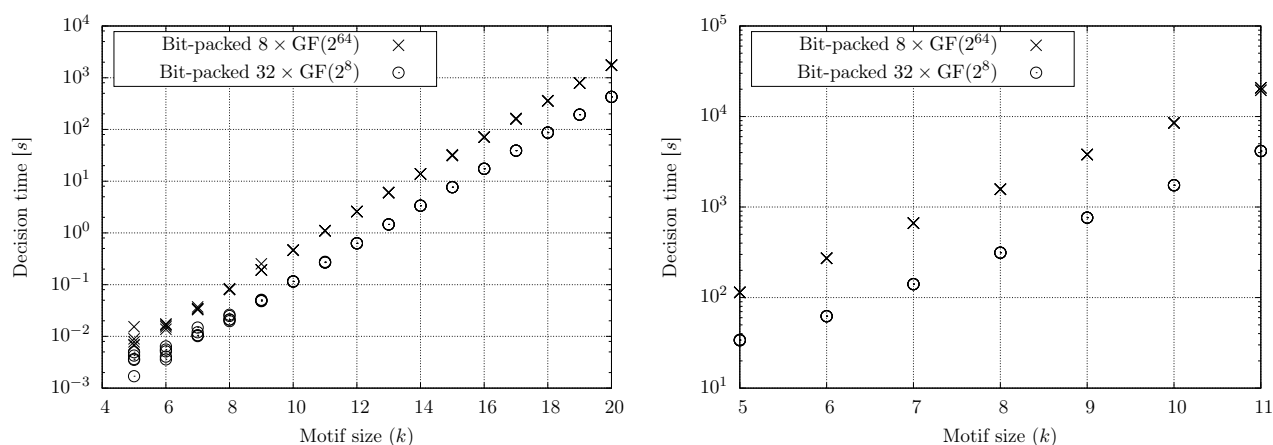 10^4
10^3
10^2
10^1
10^0
10^-1
10^-2
10^-3
Decision time [s]
Bit-packed 8 × GF(2^64)
Bit-packed 32 × GF(2^8)
4 6 8 10 12 14 16 18 20
Motif size (k)
10^5
10^4
10^3
10^2
10^1
Decision time [s]
Bit-packed 8 × GF(2^64)
Bit-packed 32 × GF(2^8)
5 6 7 8 9 10 11
Motif size (k)